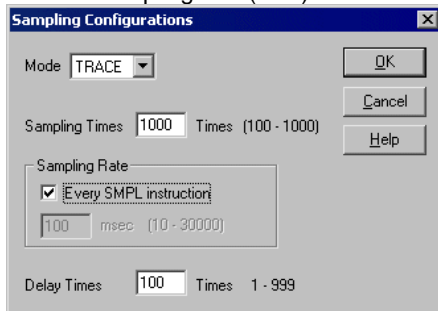 Sampling Configurations
Mode TRACE
OK
Cancel
Help
Sampling Times 1000 Times (100 - 1000)
Sampling Rate
Every SMPL instruction
100 msec (10 - 30000)
Delay Times 100 Times 1 - 999